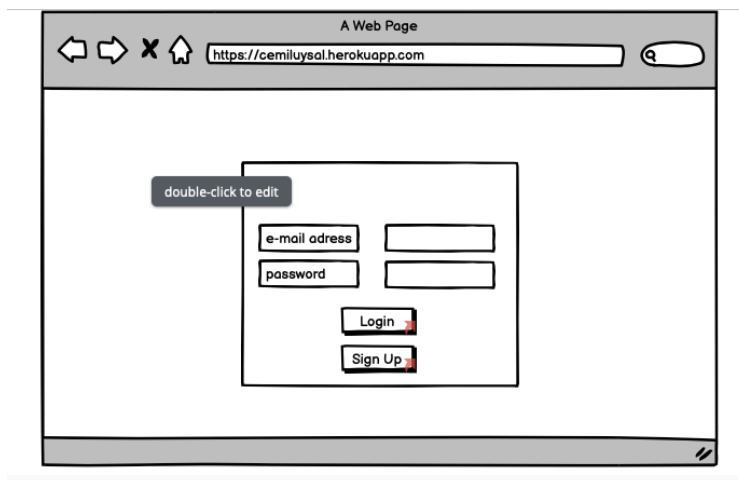 A Web Page
https://cemiluysal.herokuapp.com
double-click to edit
e-mail adress
password
Login
Sign Up